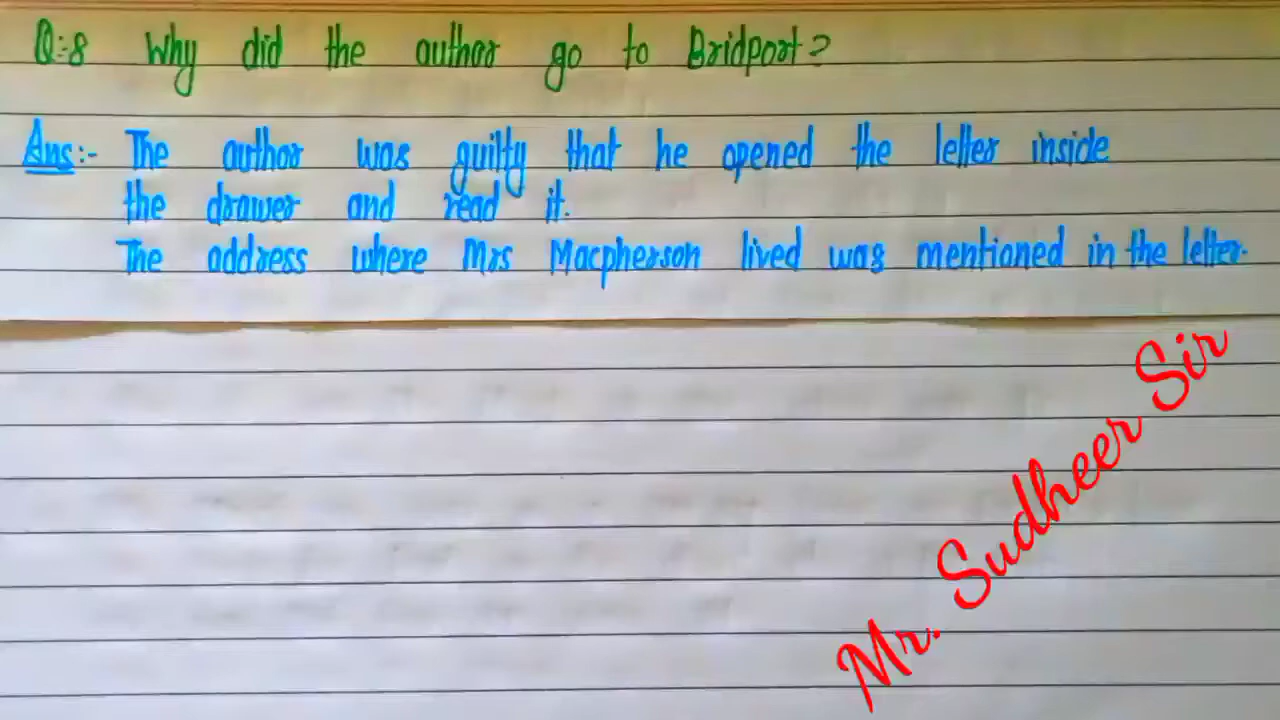 Q:-8 Why did the author go to Bridport?
Ans:- The author was guilty that he opened the letter inside
the drawer and read it.
The address where Mrs Macpherson lived was mentioned in the letter.
Mr. Sudheer Sir